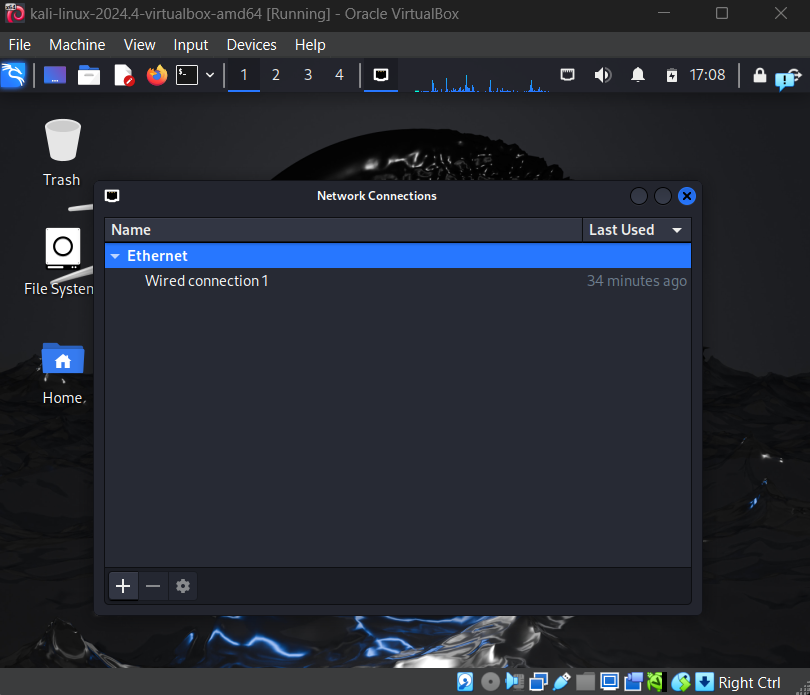 kali-linux-2024.4-virtualbox-amd64 [Running] - Oracle VirtualBox
File Machine View Input Devices Help
1 2 3 4 17:08
Trash
Network Connections
Name Last Used
Ethernet
Wired connection 1 34 minutes ago
File System
Home
Right Ctrl